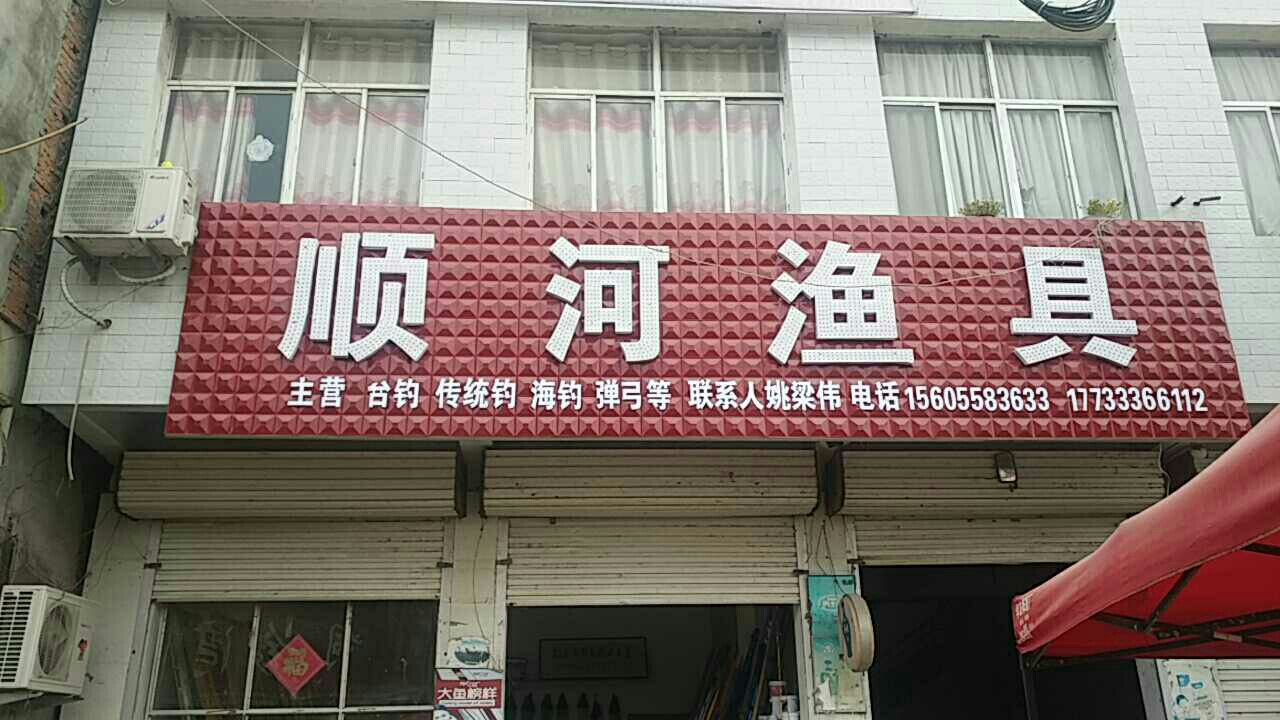 顺河渔具
主营 台钓 传统钓 海钓 弹弓等 联系人姚梁伟 电话15605583633 17733366112
福
大鱼榜样